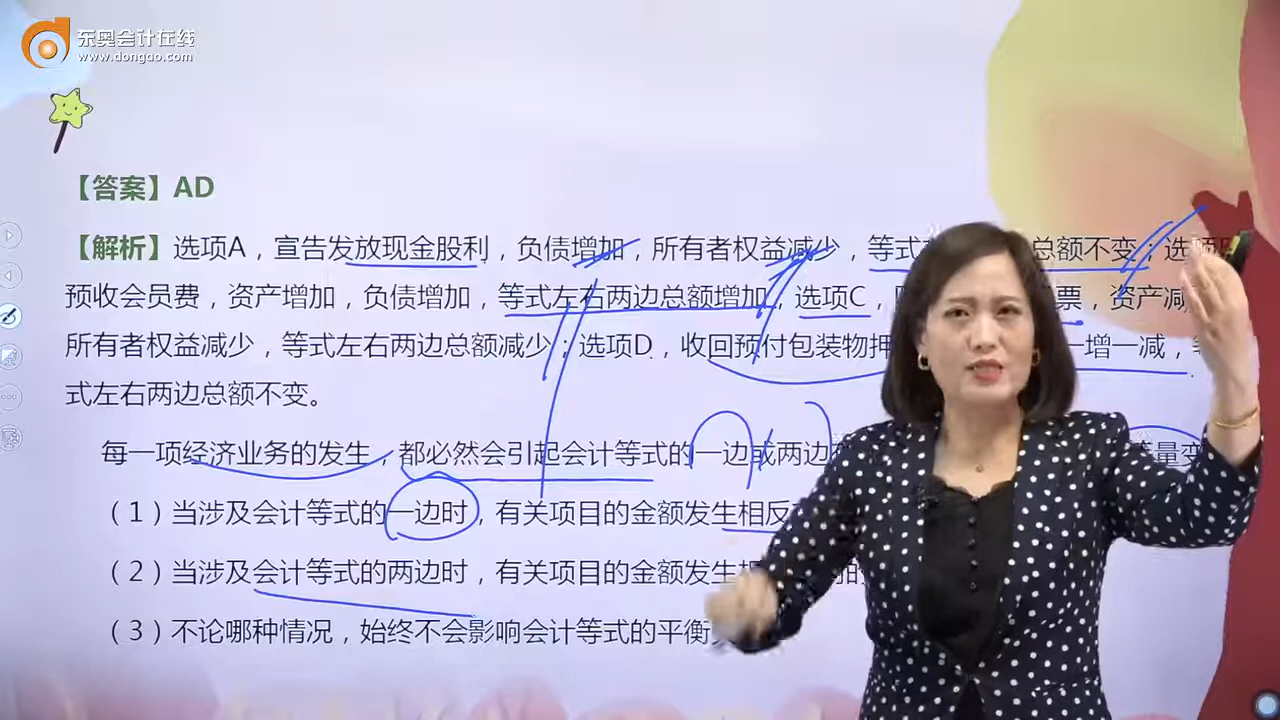 东奥会计在线
www.dongao.com
【答案】AD
【解析】选项A，宣告发放现金股利，负债增加，所有者权益减少，等式 总额不变；选项
预收会员费，资产增加，负债增加，等式左右两边总额增加，选项C， 票，资产减
所有者权益减少，等式左右两边总额减少；选项D，收回预付包装物押 一增一减，等
式左右两边总额不变。
每一项经济业务的发生，都必然会引起会计等式的一边或两边 等量变
（1）当涉及会计等式的一边时，有关项目的金额发生相反
（2）当涉及会计等式的两边时，有关项目的金额发生相 的
（3）不论哪种情况，始终不会影响会计等式的平衡